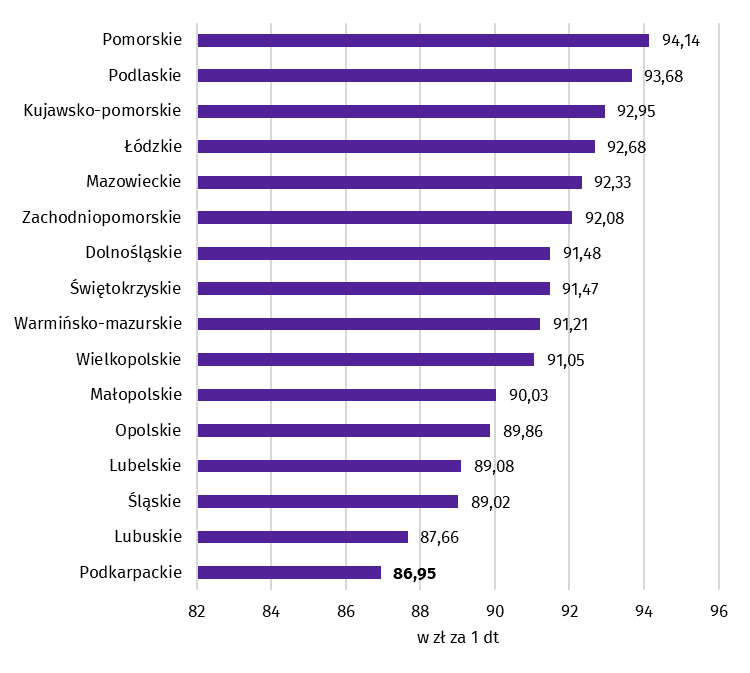 Pomorskie 94,14
Podlaskie 93,68
Kujawsko-pomorskie 92,95
Łódzkie 92,68
Mazowieckie 92,33
Zachodniopomorskie 92,08
Dolnośląskie 91,48
Świętokrzyskie 91,47
Warmińsko-mazurskie 91,21
Wielkopolskie 91,05
Małopolskie 90,03
Opolskie 89,86
Lubelskie 89,08
Śląskie 89,02
Lubuskie 87,66
Podkarpackie 86,95
82 84 86 88 90 92 94 96
w zł za 1 dt